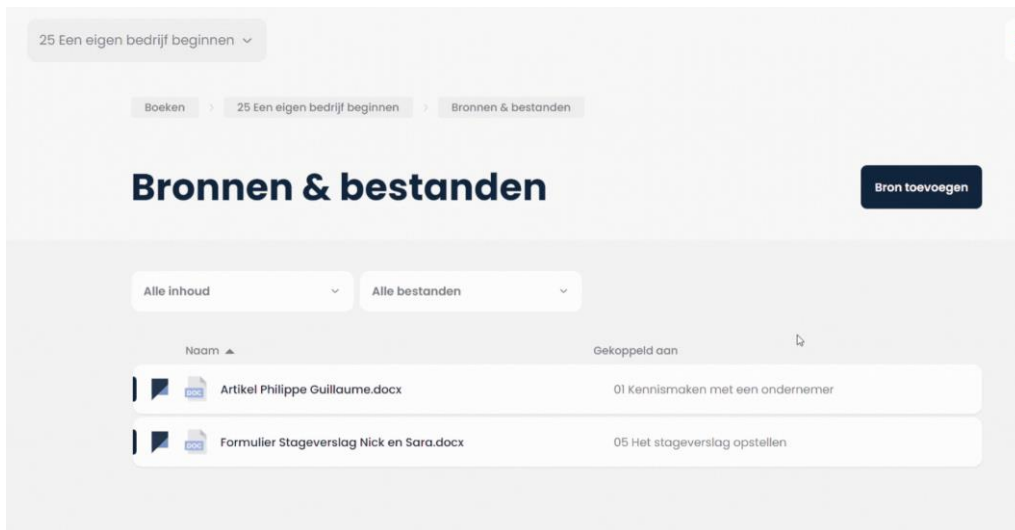 25 Een eigen bedrijf beginnen
Boeken 25 Een eigen bedrijf beginnen Bronnen & bestanden
Bronnen & bestanden
Bron toevoegen
Alle inhoud Alle bestanden
Naam Gekoppeld aan
DOC Artikel Philippe Guillaume.docx 01 Kennismaken met een ondernemer
DOC Formulier Stageverslag Nick en Sara.docx 05 Het stageverslag opstellen